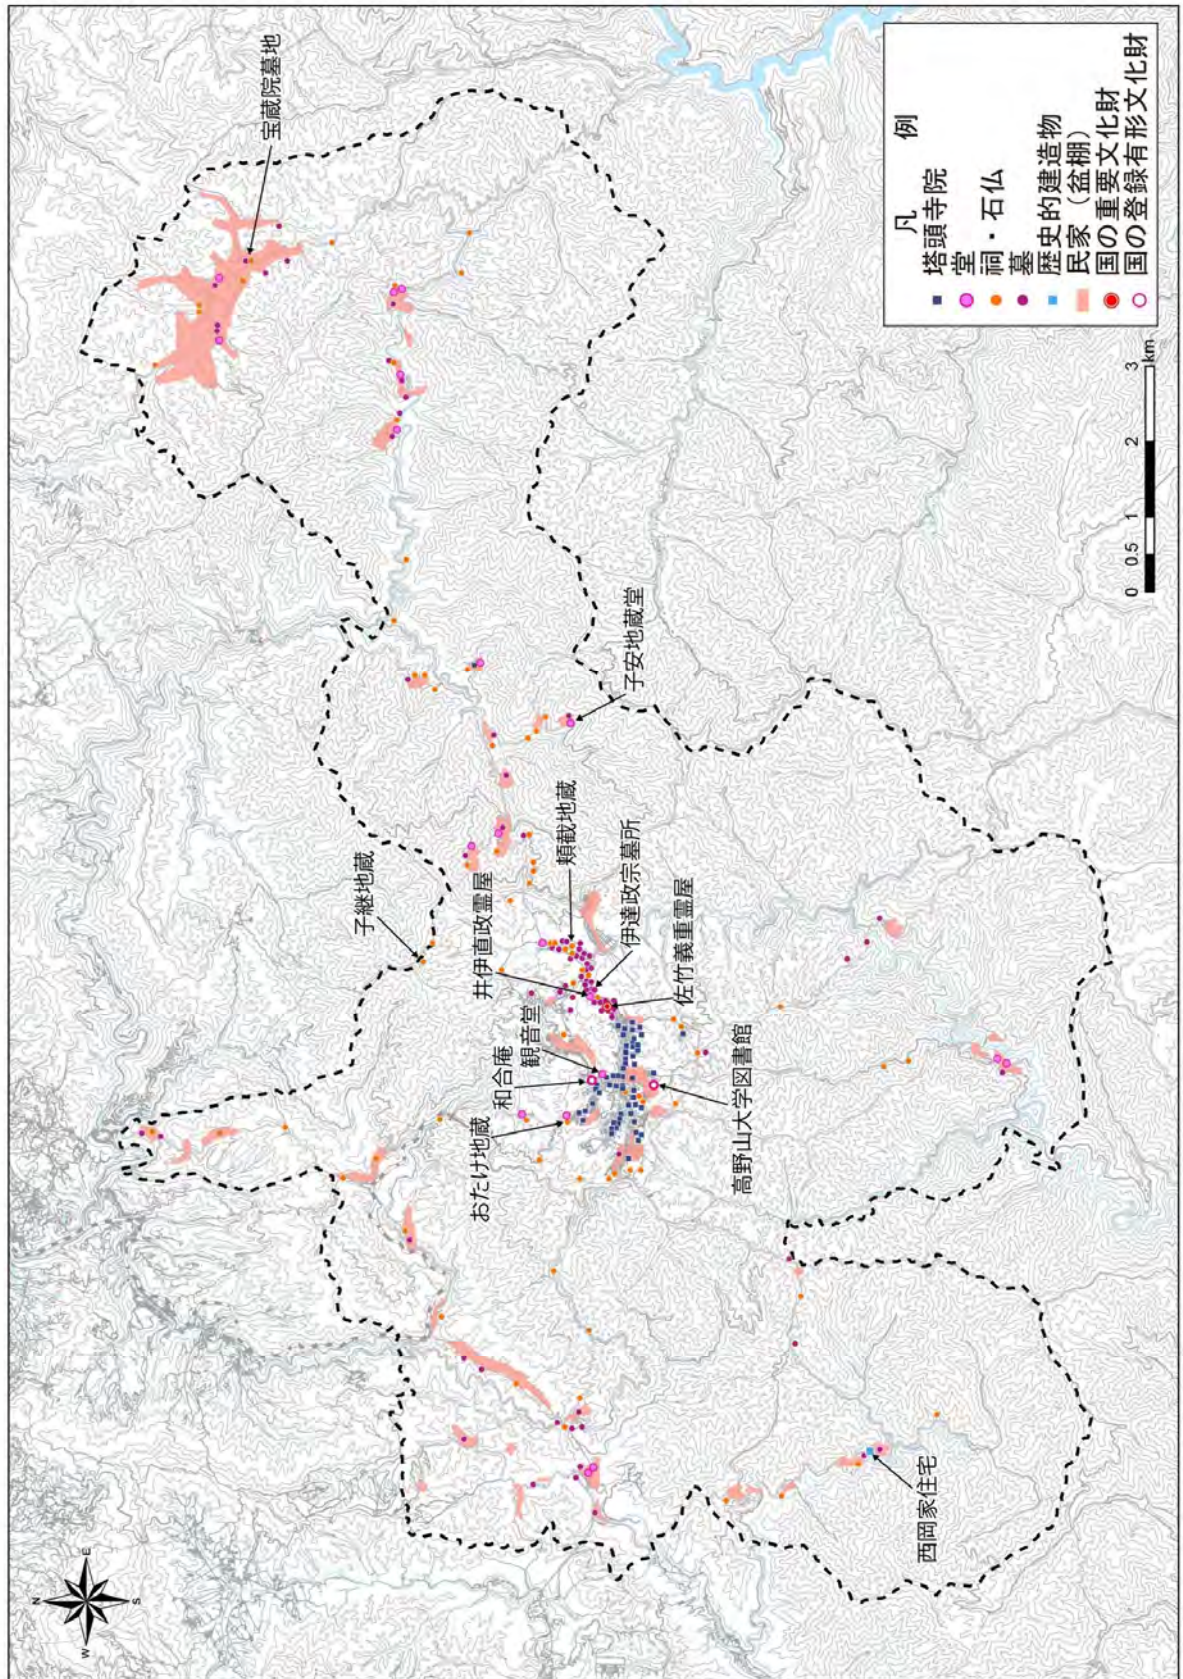 N
W
E
S
宝蔵院墓地
子継地蔵
井伊直政霊屋
頬截地蔵
子安地蔵堂
伊達政宗墓所
佐竹義重霊屋
観音堂
和合庵
おたけ地蔵
高野山大学図書館
西岡家住宅
凡 例
塔頭寺院
堂
祠・石仏
墓
歴史的建造物
民家（盆棚）
国の重要文化財
国の登録有形文化財
0 0.5 1 2 3
km